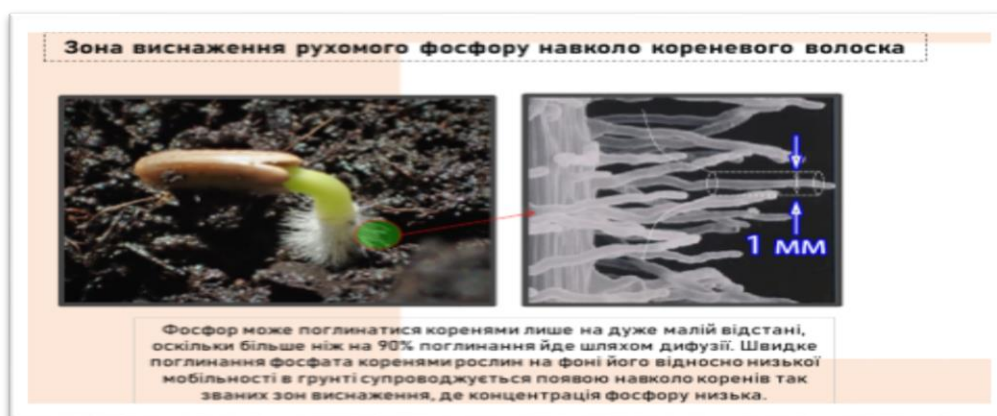 Зона виснаження рухомого фосфору навколо кореневого волоска
1 мм
Фосфор може поглинатися коренями лише на дуже малій відстані,
оскільки більше ніж на 90% поглинання йде шляхом дифузії. Швидке
поглинання фосфата коренями рослин на фоні його відносно низької
мобільності в грунті супроводжується появою навколо коренів так
званих зон виснаження, де концентрація фосфору низька.